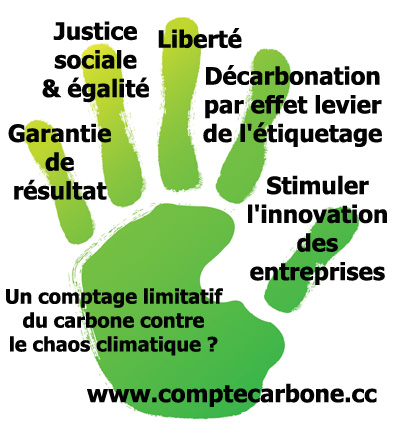 Justice
sociale
& égalité
Liberté
Décarbonation
par effet levier
de l'étiquetage
Garantie
de
résultat
Stimuler
l'innovation
des
entreprises
Un comptage limitatif
du carbone contre
le chaos climatique ?
www.comptecarbone.cc